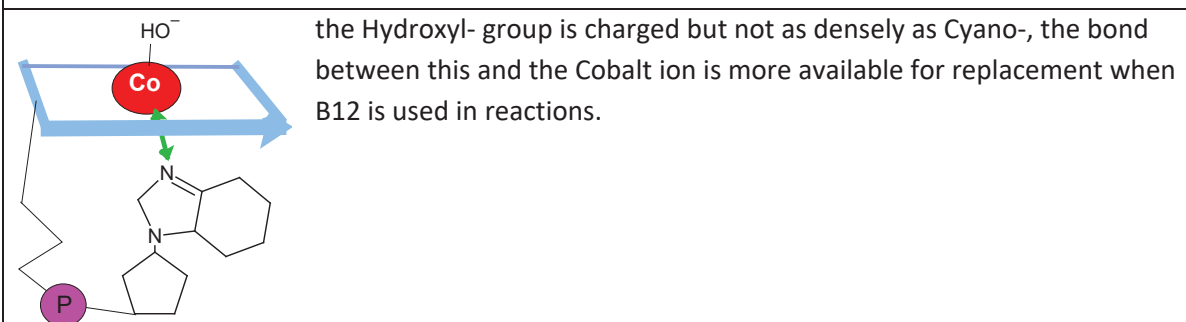 HO⁻
the Hydroxyl- group is charged but not as densely as Cyano-, the bond
between this and the Cobalt ion is more available for replacement when
B12 is used in reactions.
Co
N
N
P